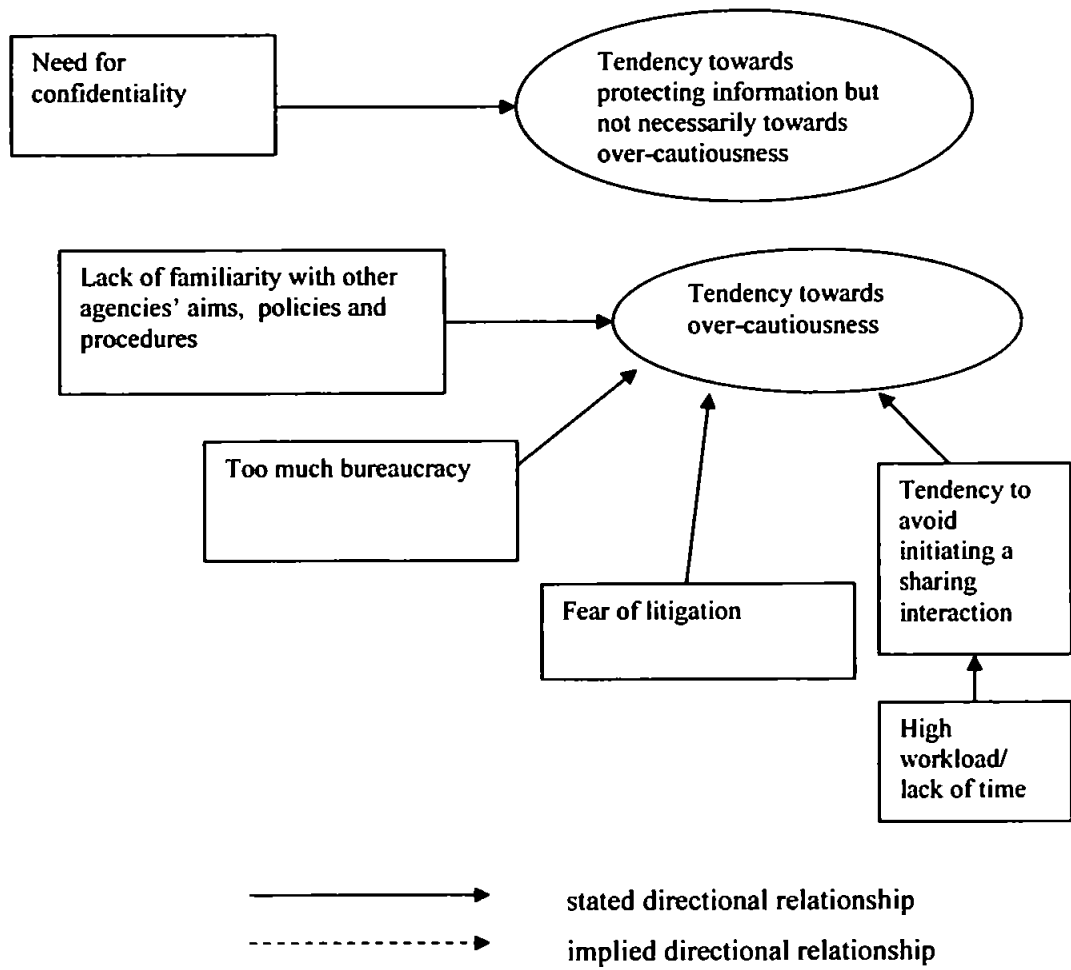 Need for
confidentiality
Tendency towards
protecting information but
not necessarily towards
over-cautiousness
Lack of familiarity with other
agencies' aims, policies and
procedures
Tendency towards
over-cautiousness
Too much bureaucracy
Fear of litigation
Tendency to
avoid
initiating a
sharing
interaction
High
workload/
lack of time
stated directional relationship
implied directional relationship